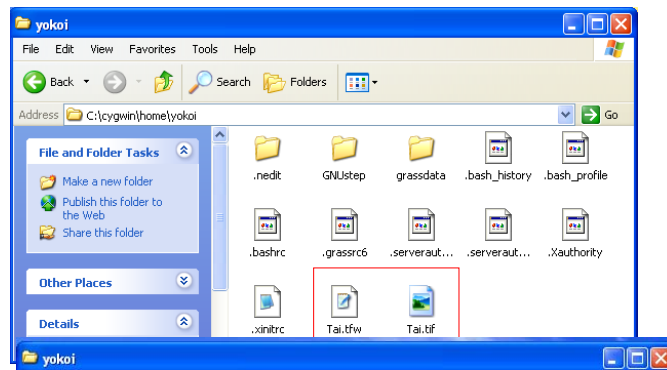 yokoi
File Edit View Favorites Tools Help
Back Search Folders
Address C:\cygwin\home\yokoi Go
File and Folder Tasks
Make a new folder
Publish this folder to
the Web
Share this folder
Other Places
Details
.nedit GNUstep grassdata .bash_history .bash_profile
.bashrc .grassrc6 .serveraut... .serveraut... .Xauthority
.xinitrc Tai.tfw Tai.tif
yokoi